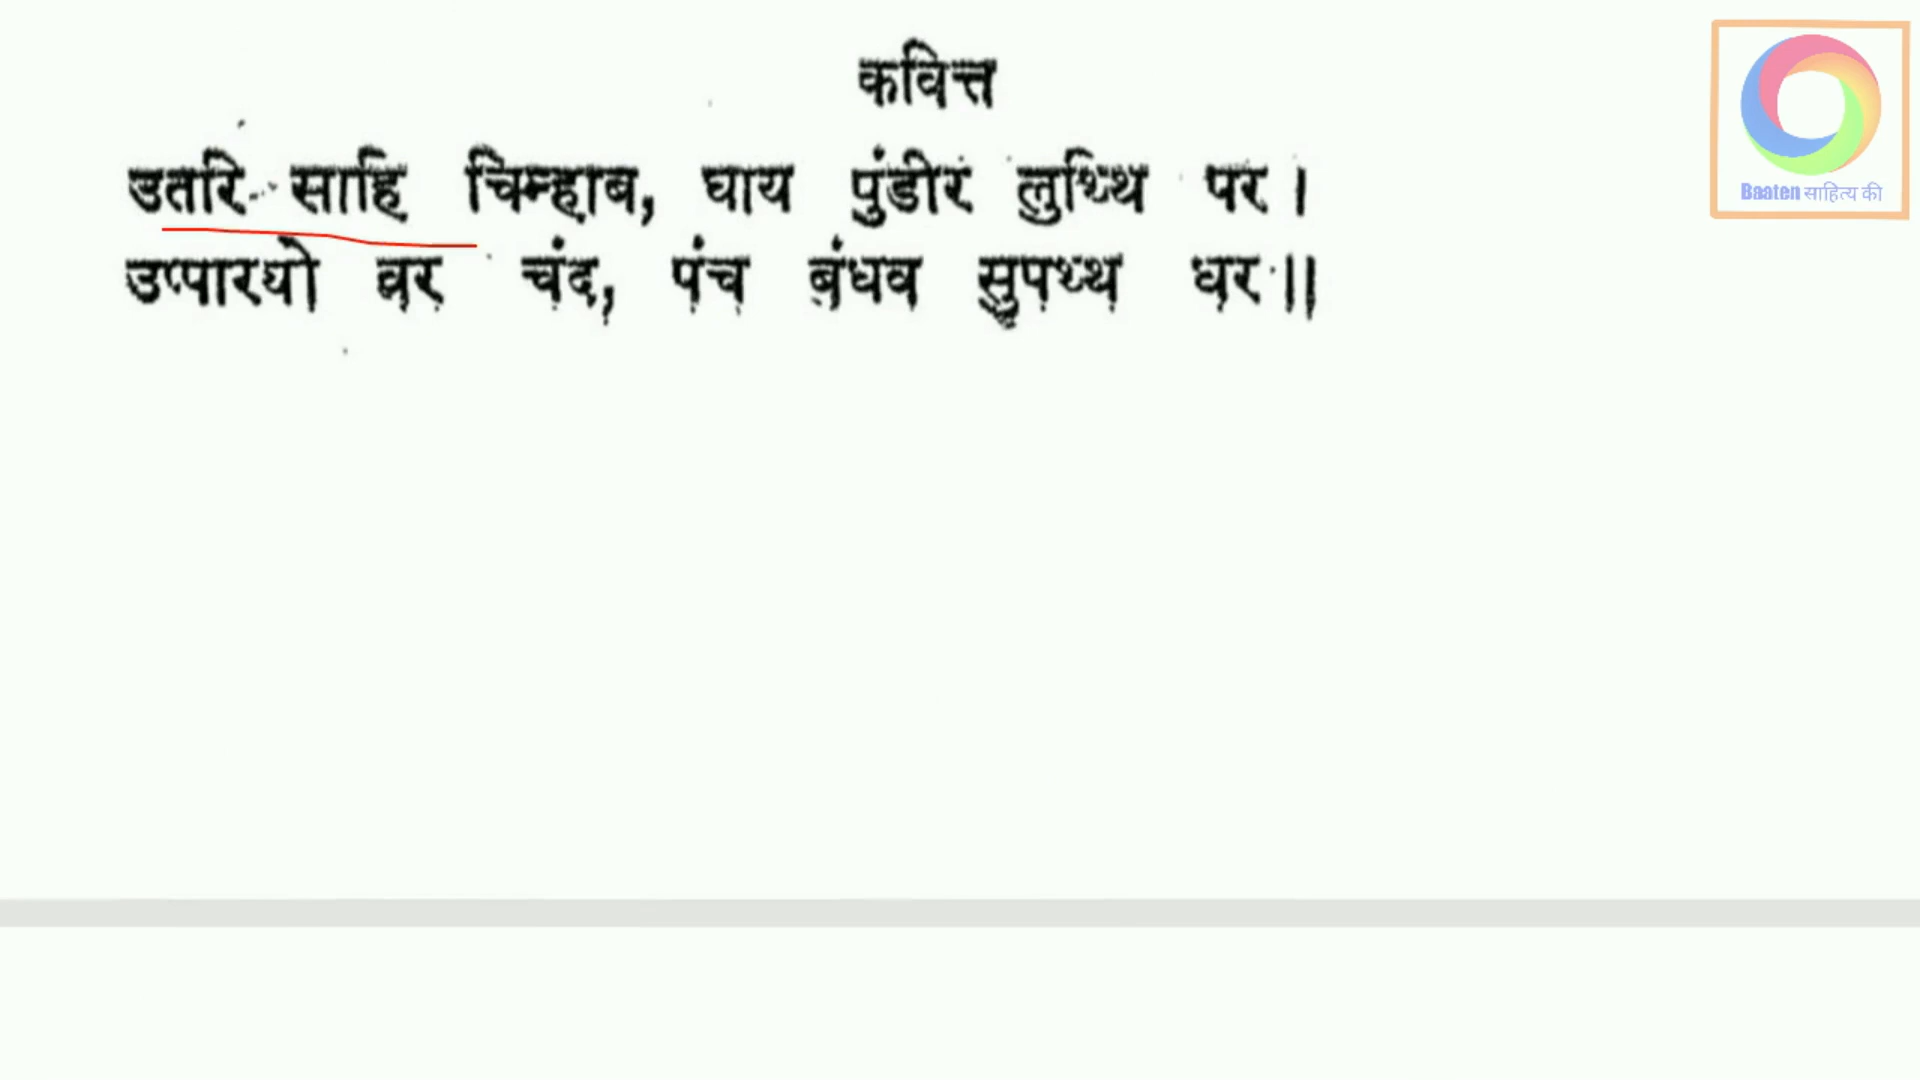 कवित्त
उतरि साहि चिम्हाब, घाय पुंडीर लुथ्थि पर।
उप्पारयो वर चंद, पंच बंधव सुपथ्थ धर॥
Baaten साहित्य की